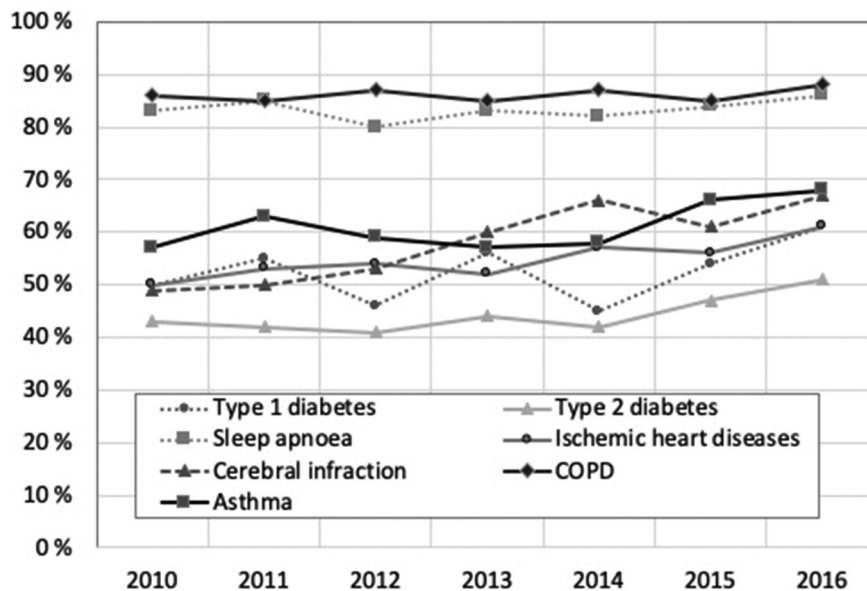 100 %
90 %
80 %
70 %
60 %
50 %
40 %
30 %
20 %
10 %
0 %
Type 1 diabetes
Type 2 diabetes
Sleep apnoea
Ischemic heart diseases
Cerebral infraction
COPD
Asthma
2010 2011 2012 2013 2014 2015 2016